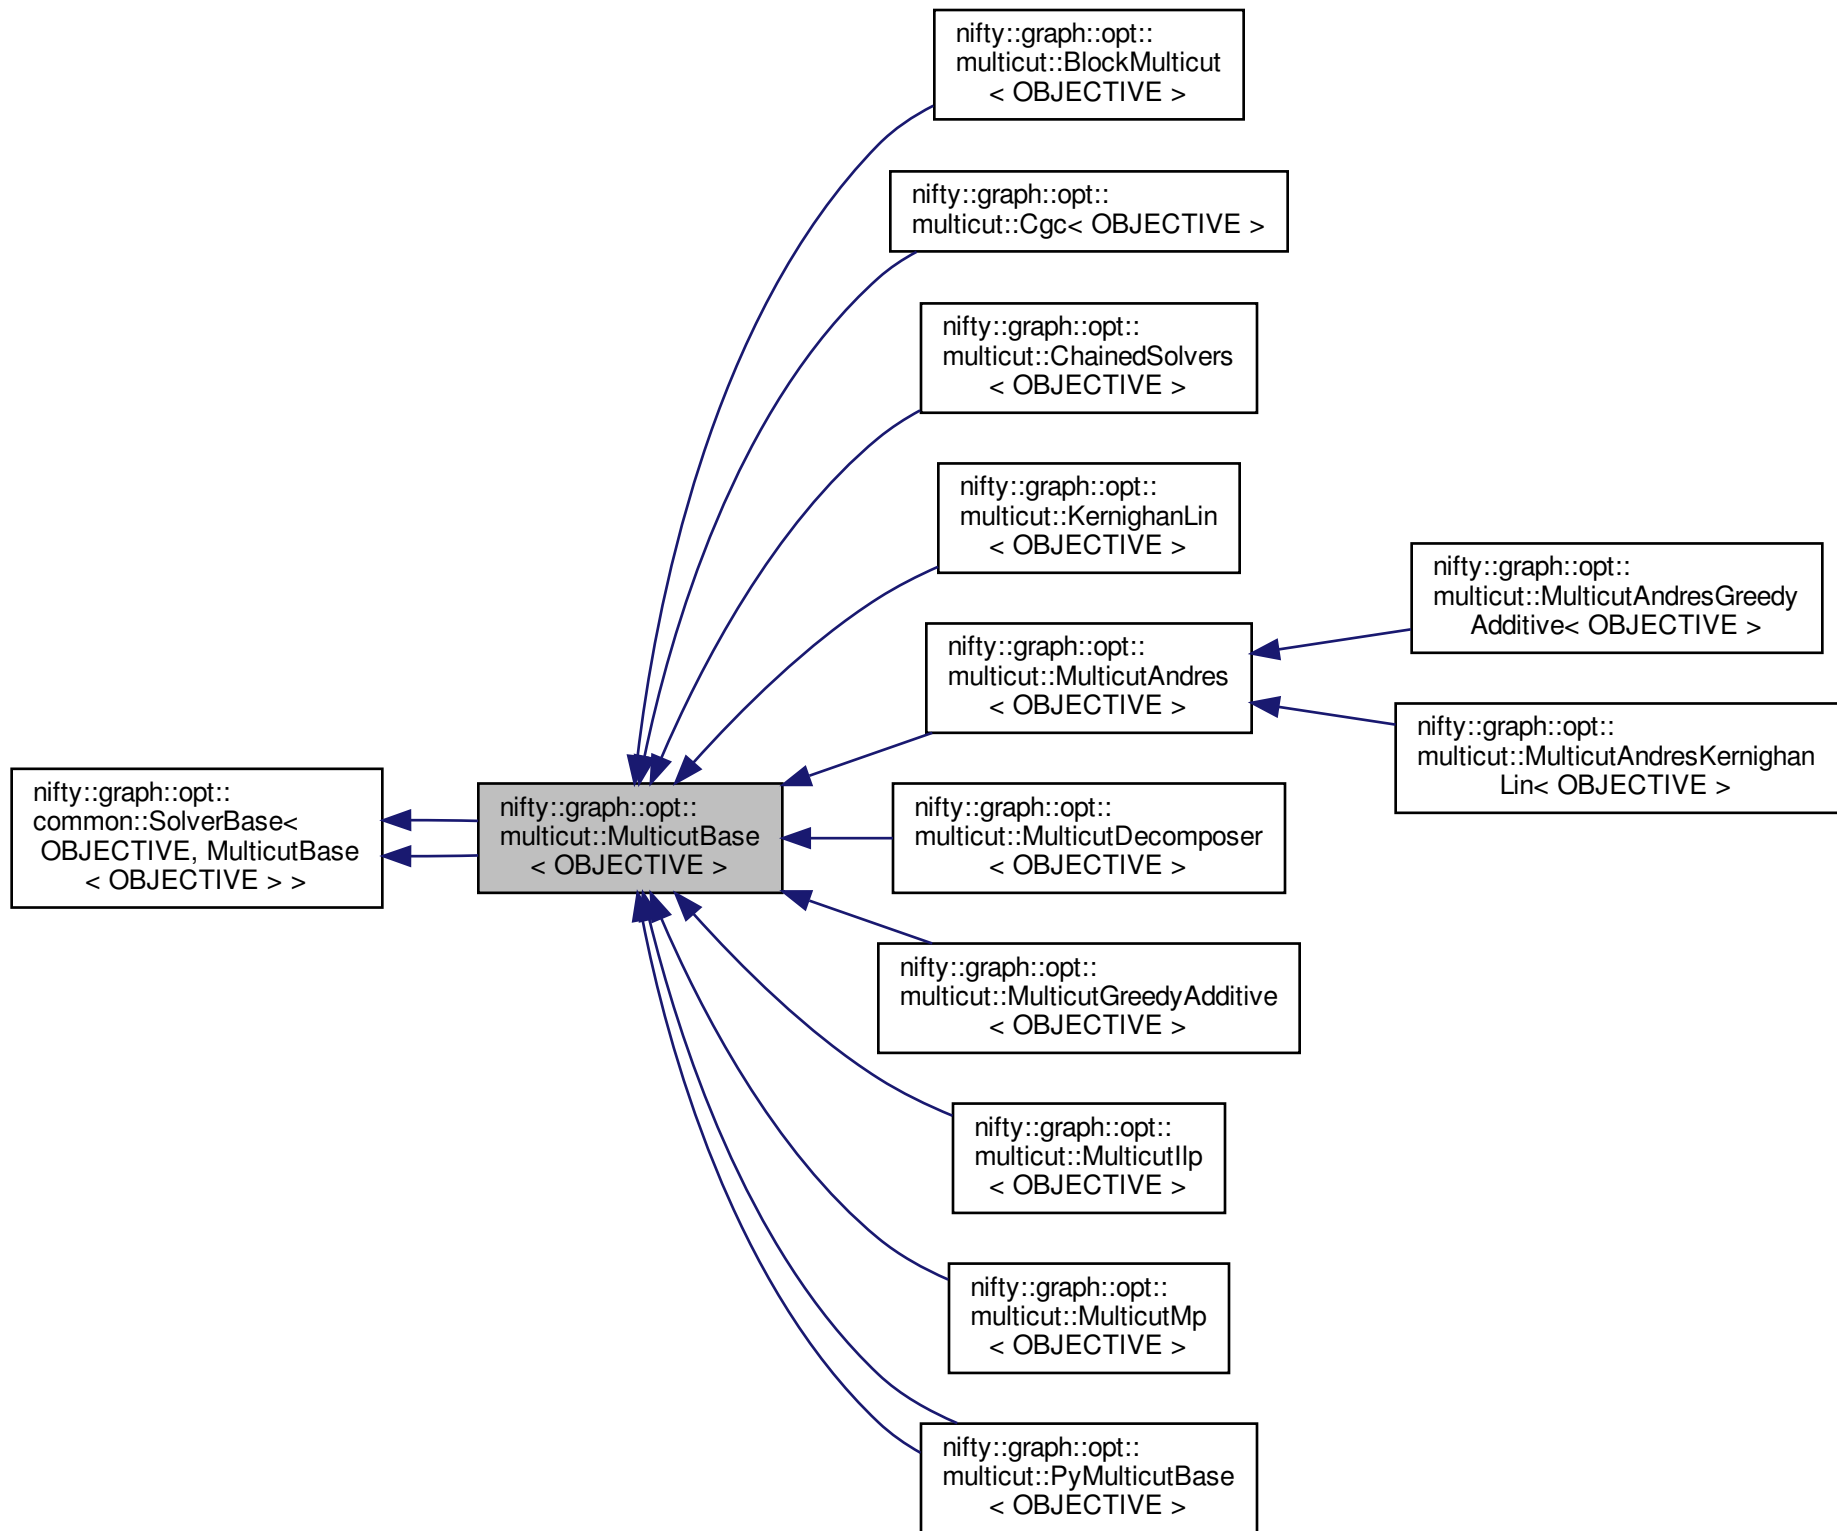 nifty::graph::opt::
multicut::BlockMulticut
< OBJECTIVE >
nifty::graph::opt::
multicut::Cgc< OBJECTIVE >
nifty::graph::opt::
multicut::ChainedSolvers
< OBJECTIVE >
nifty::graph::opt::
multicut::KernighanLin
< OBJECTIVE >
nifty::graph::opt::
multicut::MulticutAndresGreedy
Additive< OBJECTIVE >
nifty::graph::opt::
multicut::MulticutAndres
< OBJECTIVE >
nifty::graph::opt::
multicut::MulticutAndresKernighan
Lin< OBJECTIVE >
nifty::graph::opt::
common::SolverBase<
OBJECTIVE, MulticutBase
< OBJECTIVE > >
nifty::graph::opt::
multicut::MulticutBase
< OBJECTIVE >
nifty::graph::opt::
multicut::MulticutDecomposer
< OBJECTIVE >
nifty::graph::opt::
multicut::MulticutGreedyAdditive
< OBJECTIVE >
nifty::graph::opt::
multicut::MulticutIlp
< OBJECTIVE >
nifty::graph::opt::
multicut::MulticutMp
< OBJECTIVE >
nifty::graph::opt::
multicut::PyMulticutBase
< OBJECTIVE >